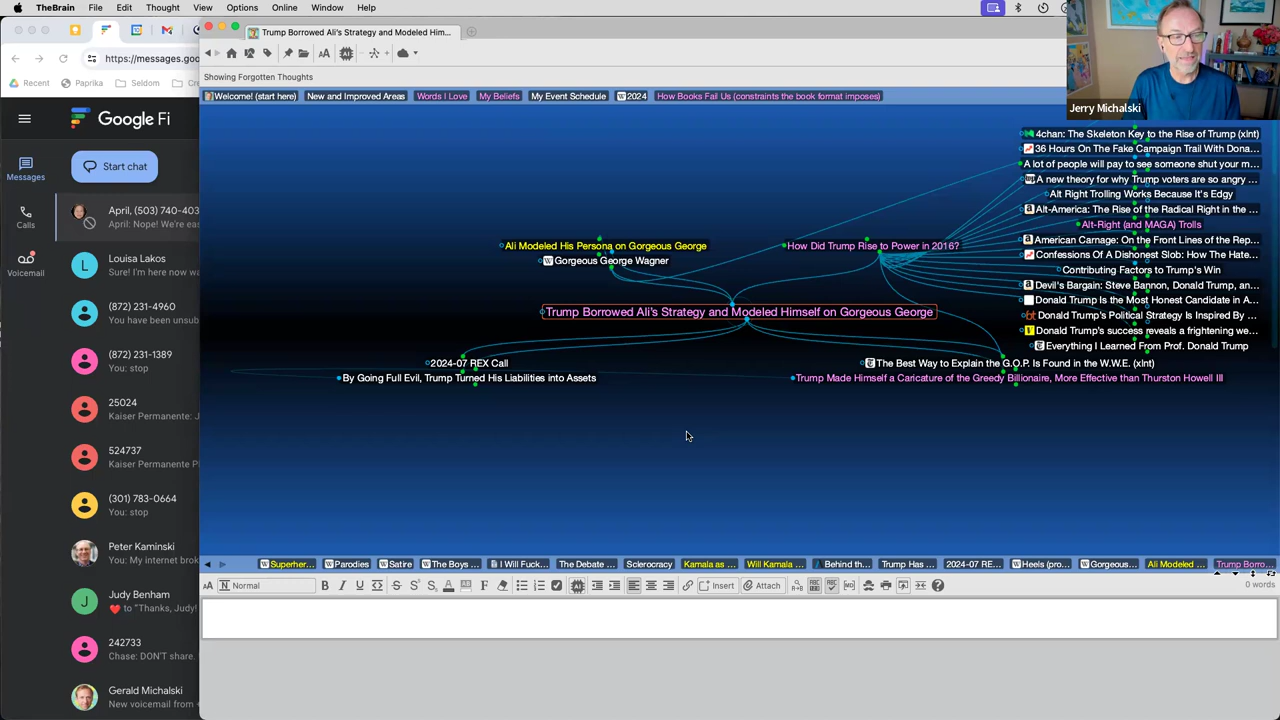 TheBrain File Edit Thought View Options Online Window Help
Trump Borrowed Ali's Strategy and Modeled Him...
https://messages.goo
Recent Paprika Seldom
Showing Forgotten Thoughts
Welcome! (start here) New and Improved Areas Words I Love My Beliefs My Event Schedule 2024 How Books Fail Us (constraints the book format imposes)
Jerry Michalski
Google Fi
Start chat
Messages
Calls
Voicemail
April, (503) 740-403
April: Nope! We're eas
Louisa Lakos
Sure! I'm here now wa
(872) 231-4960
You have been unsub
(872) 231-1389
You: stop
25024
Kaiser Permanente: J
524737
Kaiser Permanente P
(301) 783-0664
You: stop
Peter Kaminski
You: My internet brok
Judy Benham
to "Thanks, Judy!
242733
Chase: DON'T share.
Gerald Michalski
New voicemail from +
4chan: The Skeleton Key to the Rise of Trump (xlnt)
36 Hours On The Fake Campaign Trail With Dona...
A lot of people will pay to see someone shut your m...
A new theory for why Trump voters are so angry ...
Alt Right Trolling Works Because It's Edgy
Alt-America: The Rise of the Radical Right in the ...
Alt-Right (and MAGA) Trolls
American Carnage: On the Front Lines of the Rep...
Confessions Of A Dishonest Slob: How The Hate...
Contributing Factors to Trump's Win
Devil's Bargain: Steve Bannon, Donald Trump, an...
Donald Trump Is the Most Honest Candidate in A...
Donald Trump's Political Strategy Is Inspired By ...
Donald Trump's success reveals a frightening we...
Everything I Learned From Prof. Donald Trump
Ali Modeled His Persona on Gorgeous George
Gorgeous George Wagner
How Did Trump Rise to Power in 2016?
Trump Borrowed Ali's Strategy and Modeled Himself on Gorgeous George
2024-07 REX Call
By Going Full Evil, Trump Turned His Liabilities into Assets
The Best Way to Explain the G.O.P. Is Found in the W.W.E. (xlnt)
Trump Made Himself a Caricature of the Greedy Billionaire, More Effective than Thurston Howell III
Superher... Parodies Satire The Boys ... I Will Fuck... The Debate ... Sclerocracy Kamala as ... Will Kamala ... Behind th... Trump Has ... 2024-07 RE... Heels (pro... Gorgeous... Ali Modeled ... Trump Borro...
Normal Insert Attach 0 words